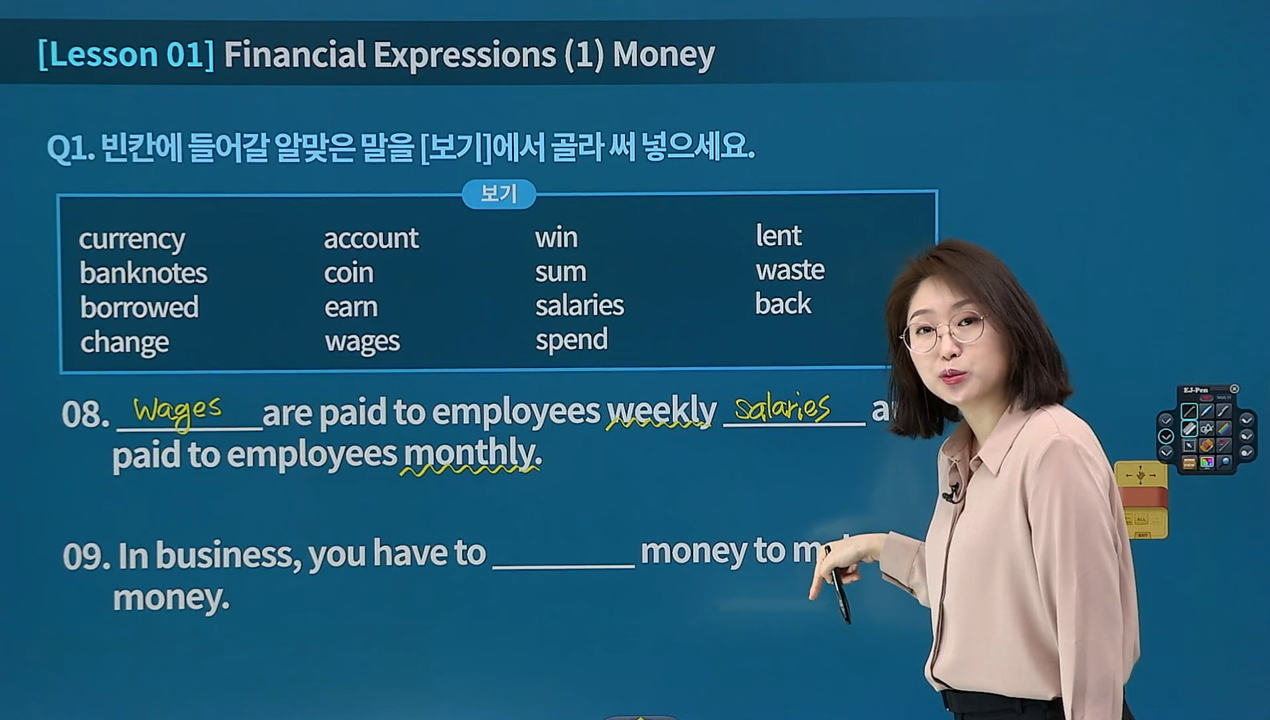 [Lesson 01] Financial Expressions (1) Money
Q1. 빈칸에 들어갈 알맞은 말을 [보기]에서 골라 써 넣으세요.
보기
currency account win lent
banknotes coin sum waste
borrowed earn salaries back
change wages spend
08. wages are paid to employees weekly salaries
paid to employees monthly.
09. In business, you have to ______ money to
money.
EJ-Pen